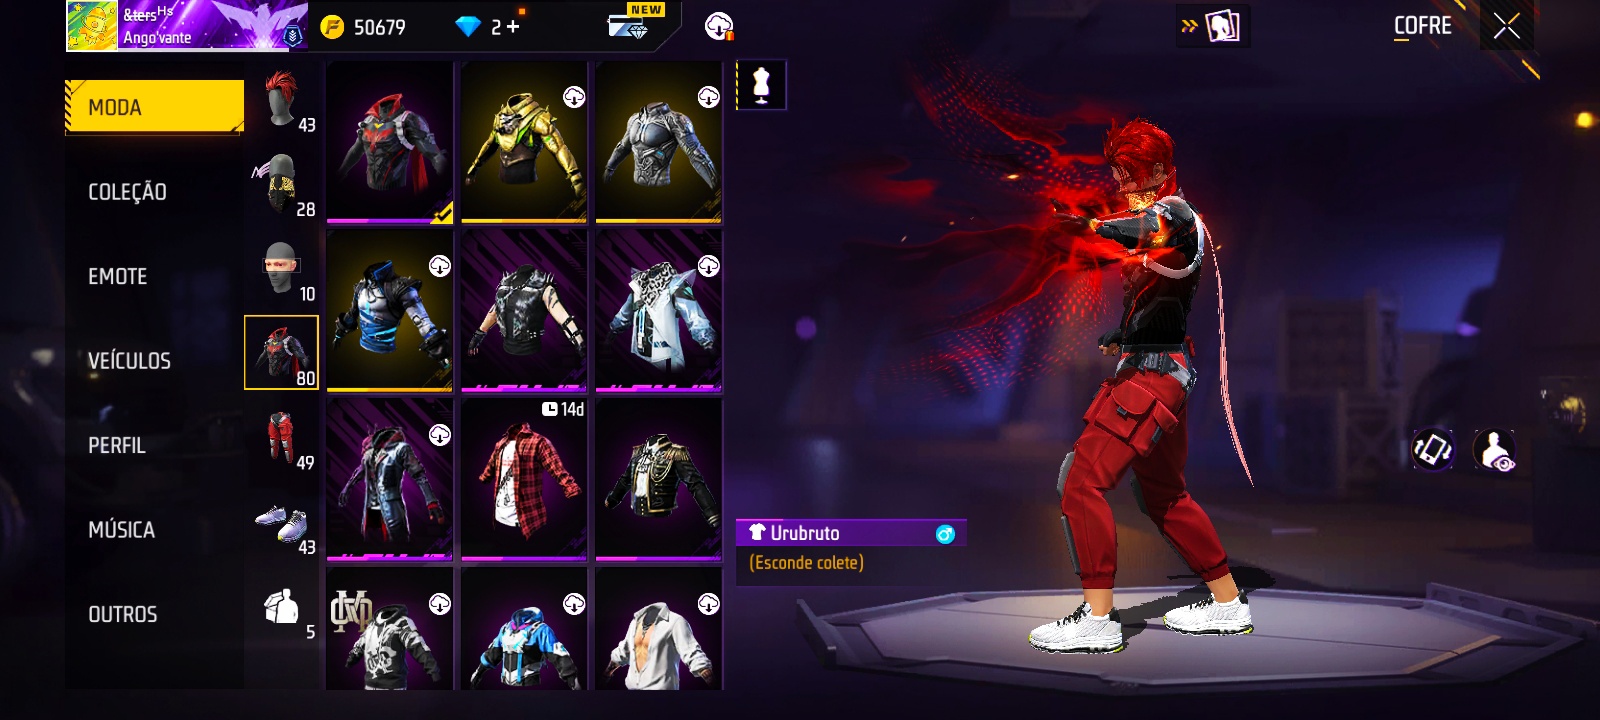 &ters ᴴˢ
Ango'vante
50679
2 +
NEW
COFRE
MODA
COLEÇÃO
EMOTE
VEÍCULOS
PERFIL
MÚSICA
OUTROS
43
28
10
80
49
43
5
14d
Urubruto
(Esconde colete)